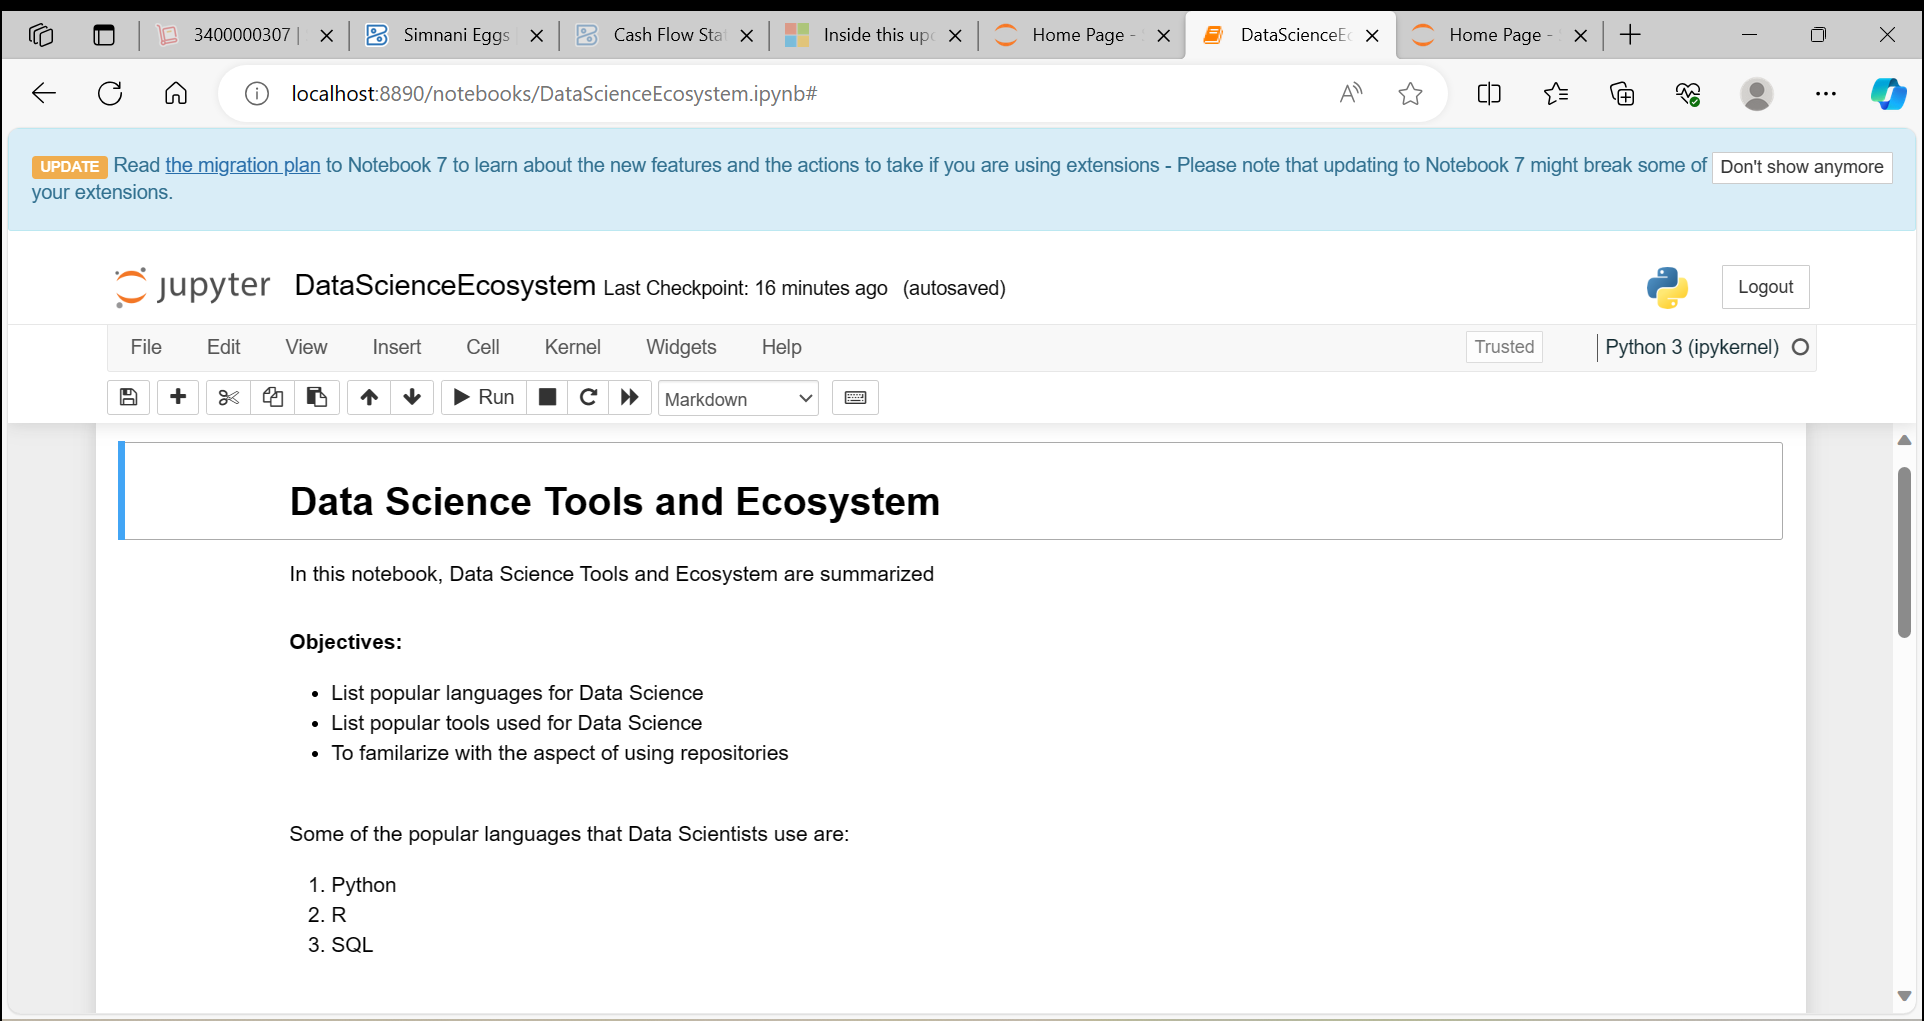 3400000307 |
Simnani Eggs
Cash Flow Sta
Inside this up
Home Page -
DataScienceEc
Home Page -
localhost:8890/notebooks/DataScienceEcosystem.ipynb#
UPDATE Read the migration plan to Notebook 7 to learn about the new features and the actions to take if you are using extensions - Please note that updating to Notebook 7 might break some of
your extensions.
Don't show anymore
jupyter DataScienceEcosystem Last Checkpoint: 16 minutes ago (autosaved)
Logout
File Edit View Insert Cell Kernel Widgets Help
Trusted
Python 3 (ipykernel)
Run
Markdown
Data Science Tools and Ecosystem
In this notebook, Data Science Tools and Ecosystem are summarized
Objectives:
• List popular languages for Data Science
• List popular tools used for Data Science
• To familarize with the aspect of using repositories
Some of the popular languages that Data Scientists use are:
1. Python
2. R
3. SQL